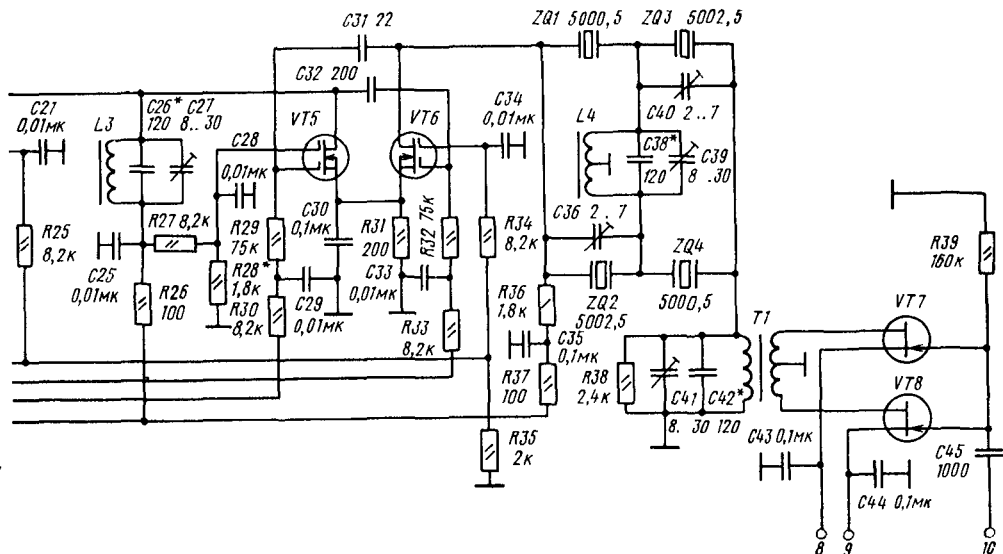 C31 22
ZQ1 5000,5
ZQ3 5002,5
C32 200
C27
0,01мк
L3
C26*
120
C27
8..30
C28
0,01мк
VT5
VT6
C34
0,01мк
L4
C40 2..7
C38*
120
C39
8 .30
R25
8,2к
R27 8,2к
R29
75к
C30
0,1мк
R31
200
R32 75к
R34
8,2к
C36 2..7
R39
160к
C25
0,01мк
R26
100
R28*
1,8к
R30
8,2к
C29
0,01мк
C33
0,01мк
R33
8,2к
R36
1,8к
ZQ2
5002,5
ZQ4
5000,5
C35
0,1мк
R37
100
R38
2,4к
C41
8. 30
C42*
120
T1
VT7
VT8
R35
2к
C43 0,1мк
C44 0,1мк
C45
1000
8
9
10